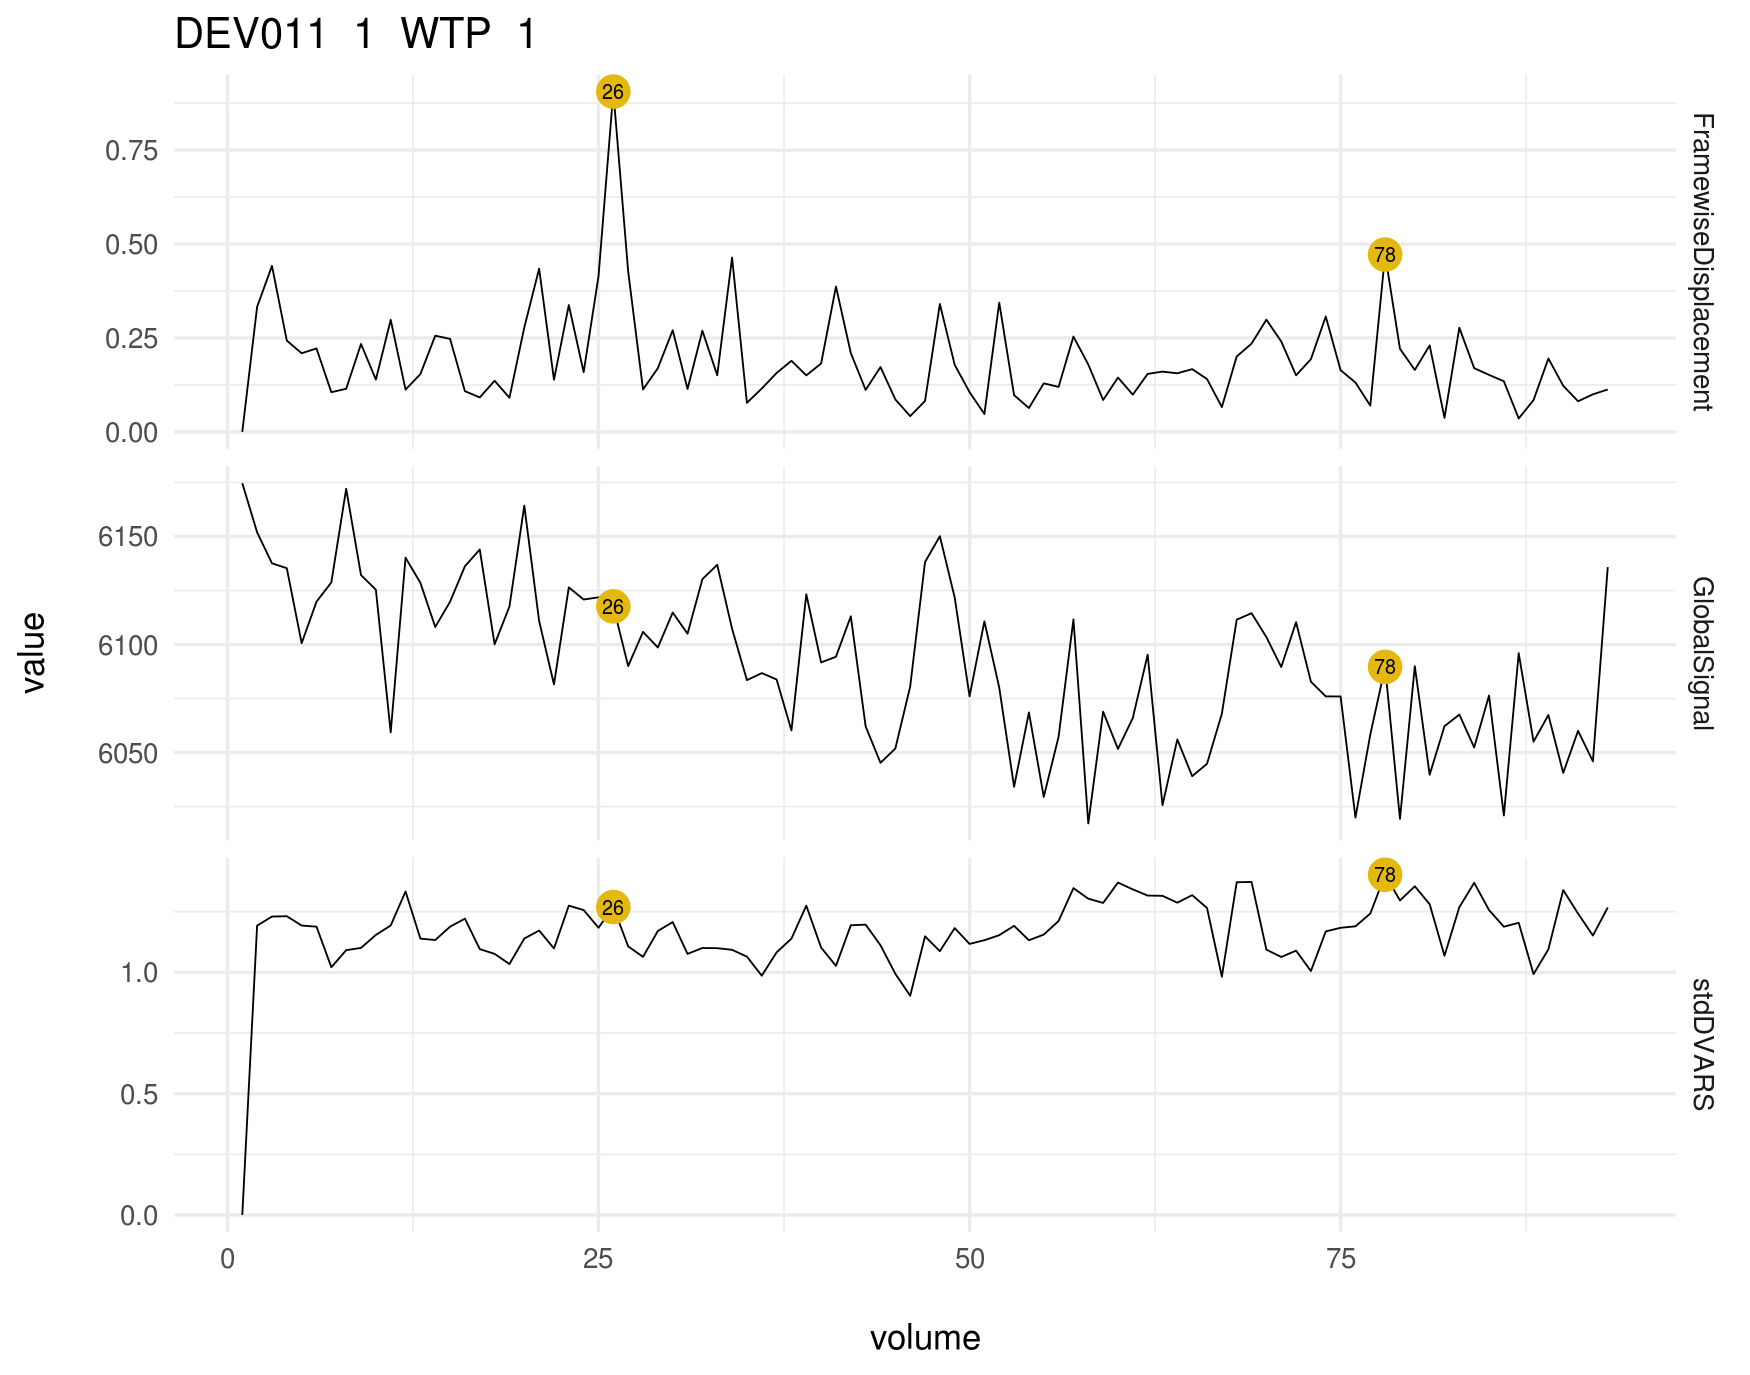 DEV011 1 WTP 1
26
78
0.75
0.50
0.25
0.00
FramewiseDisplacement
26
78
6150
6100
6050
GlobalSignal
value
26
78
1.0
0.5
0.0
stdDVARS
0 25 50 75
volume